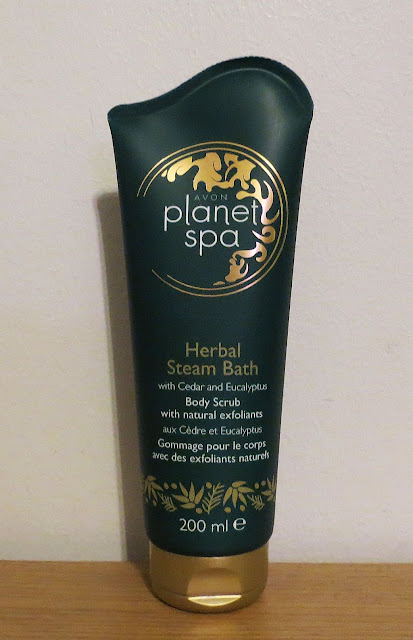 AVON
planet
spa
Herbal
Steam Bath
with Cedar and Eucalyptus
Body Scrub
with natural exfoliants
aux Cèdre et Eucalyptus
Gommage pour le corps
avec des exfoliants naturels
200 ml e